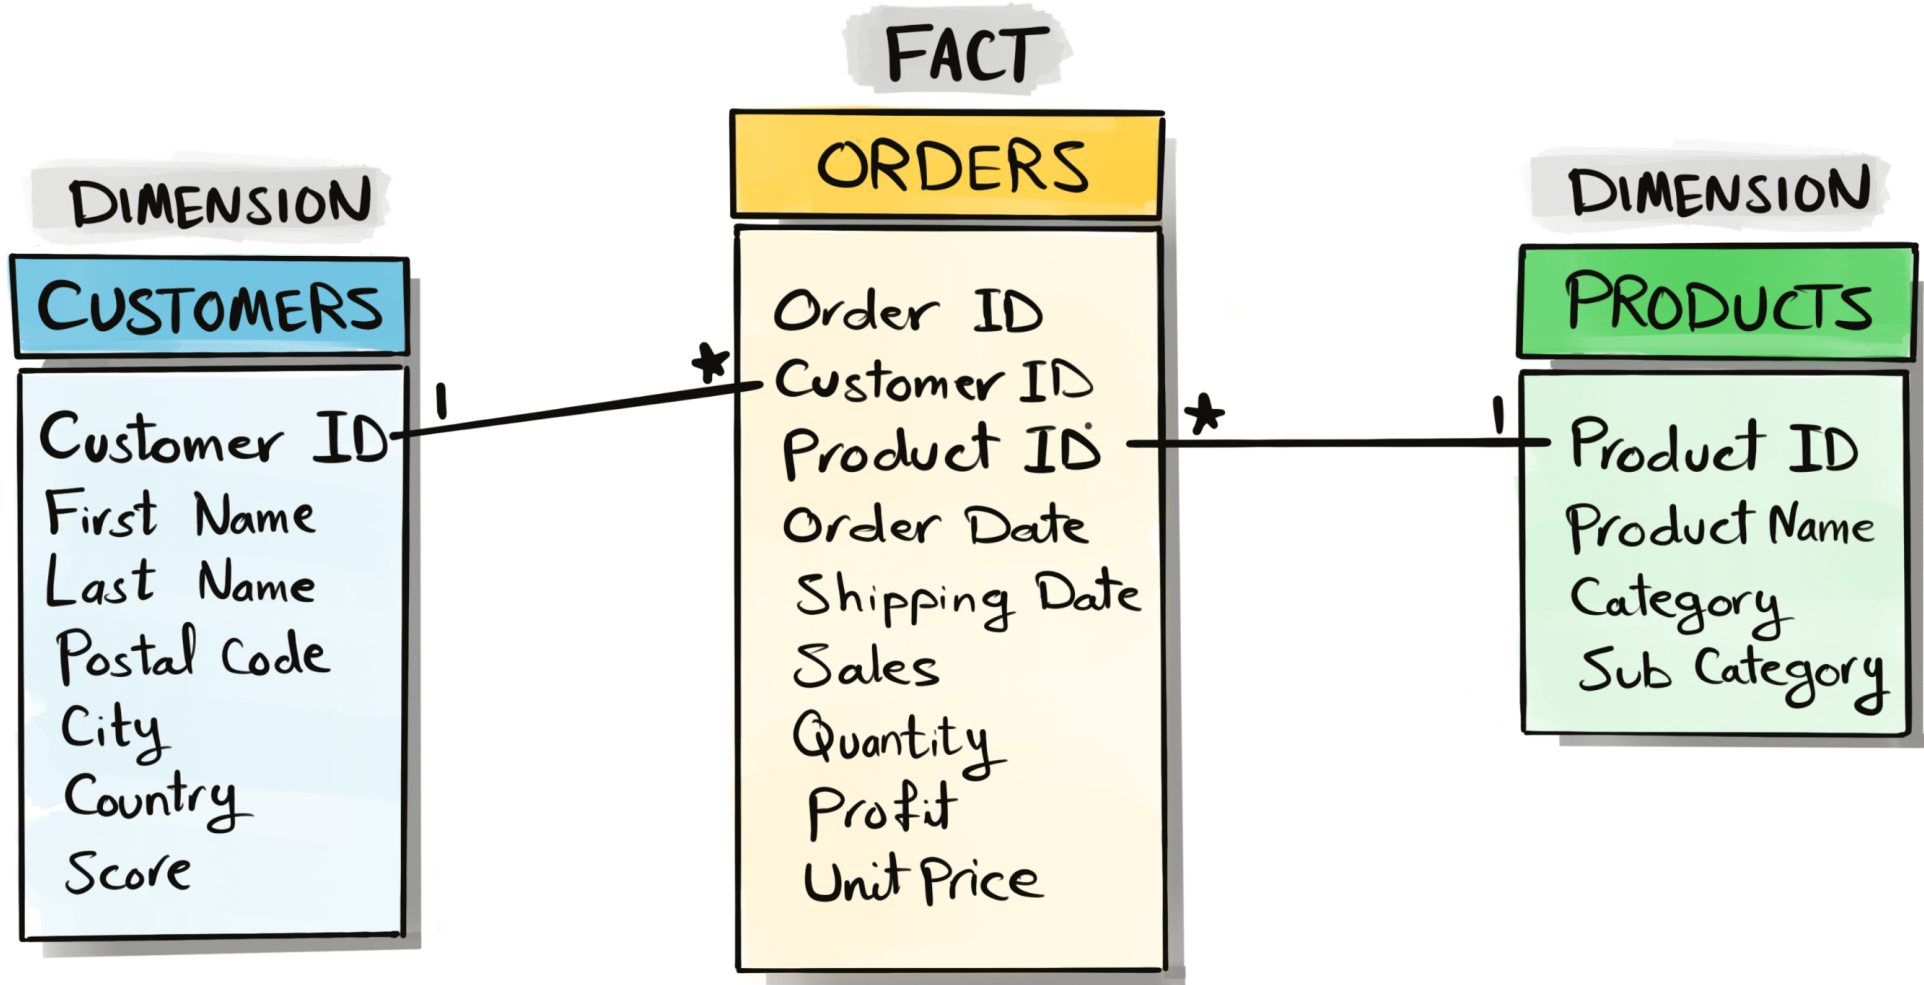 FACT
ORDERS
Order ID
Customer ID
Product ID
Order Date
Shipping Date
Sales
Quantity
Profit
Unit Price
DIMENSION
CUSTOMERS
Customer ID
First Name
Last Name
Postal Code
City
Country
Score
1
*
*
1
DIMENSION
PRODUCTS
Product ID
Product Name
Category
Sub Category